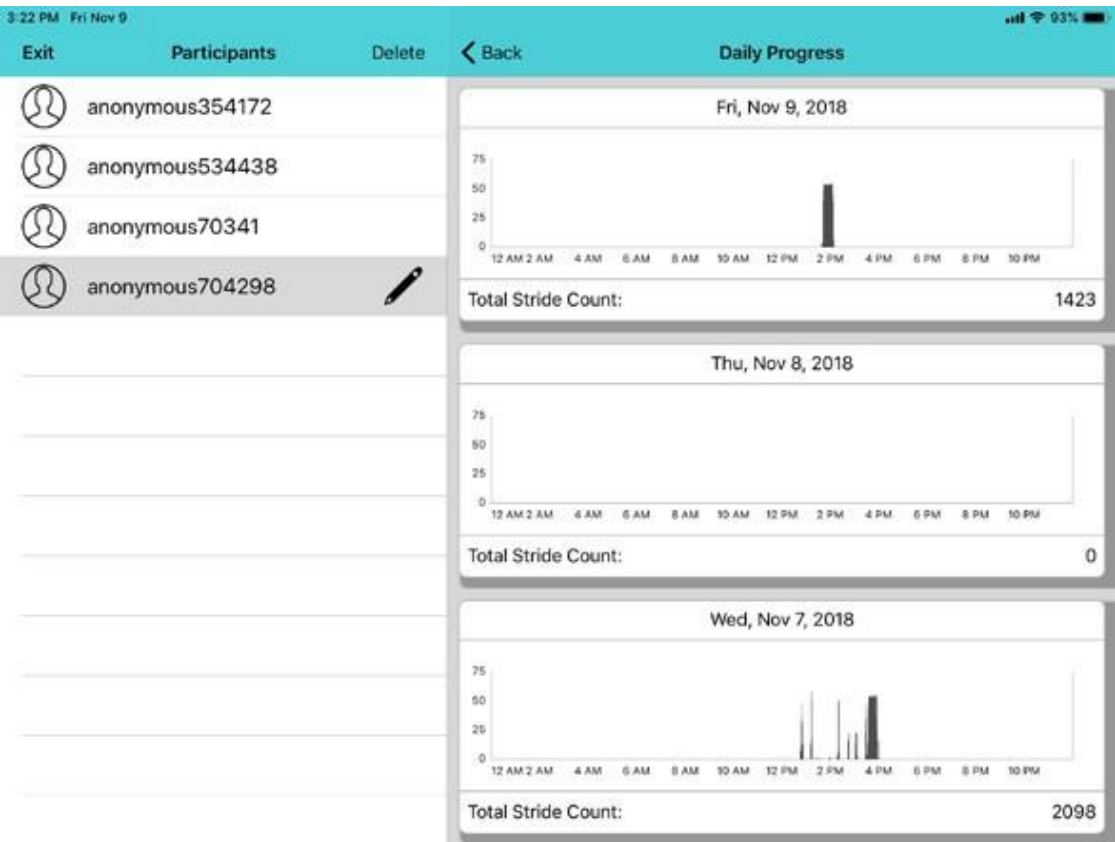 3:22 PM Fri Nov 9
93%
Exit Participants Delete
Back Daily Progress
anonymous354172
anonymous534438
anonymous70341
anonymous704298
Fri, Nov 9, 2018
75
50
25
0
12 AM 2 AM 4 AM 6 AM 8 AM 10 AM 12 PM 2 PM 4 PM 6 PM 8 PM 10 PM
Total Stride Count: 1423
Thu, Nov 8, 2018
75
50
25
0
12 AM 2 AM 4 AM 6 AM 8 AM 10 AM 12 PM 2 PM 4 PM 6 PM 8 PM 10 PM
Total Stride Count: 0
Wed, Nov 7, 2018
75
50
25
0
12 AM 2 AM 4 AM 6 AM 8 AM 10 AM 12 PM 2 PM 4 PM 6 PM 8 PM 10 PM
Total Stride Count: 2098